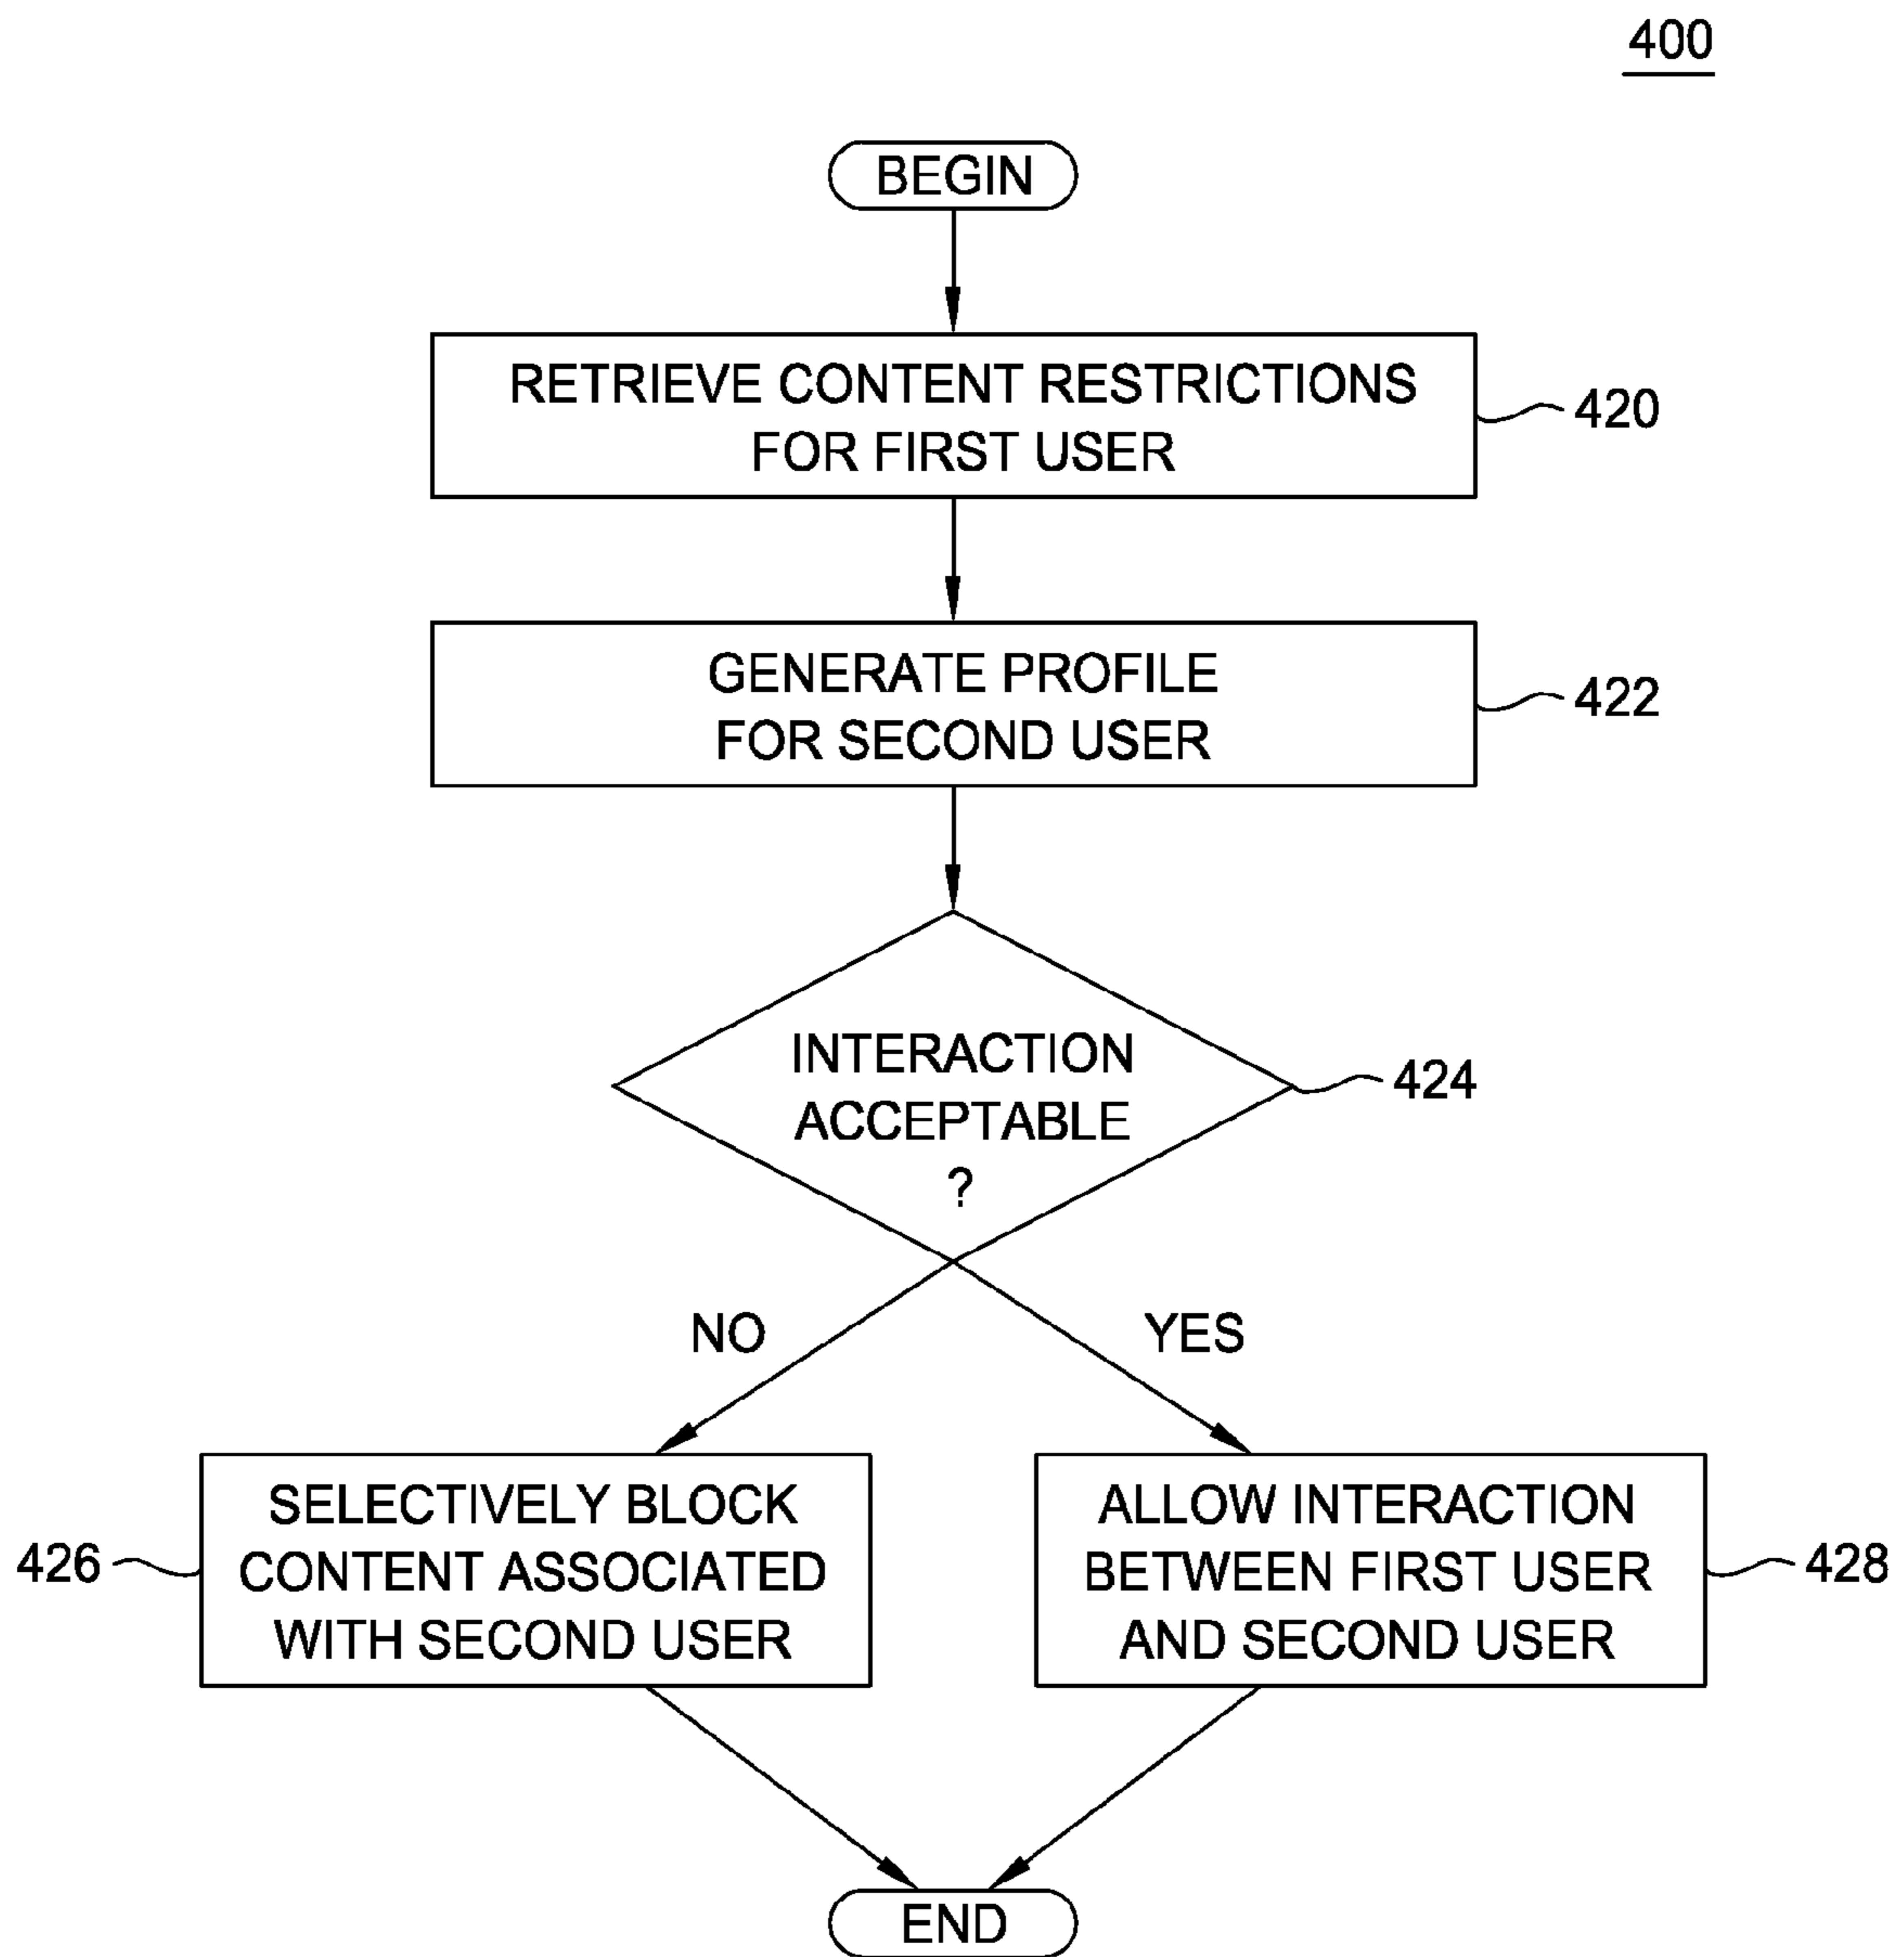 400
BEGIN
RETRIEVE CONTENT RESTRICTIONS
FOR FIRST USER
420
GENERATE PROFILE
FOR SECOND USER
422
INTERACTION
ACCEPTABLE
?
424
NO
YES
SELECTIVELY BLOCK
CONTENT ASSOCIATED
WITH SECOND USER
426
ALLOW INTERACTION
BETWEEN FIRST USER
AND SECOND USER
428
END